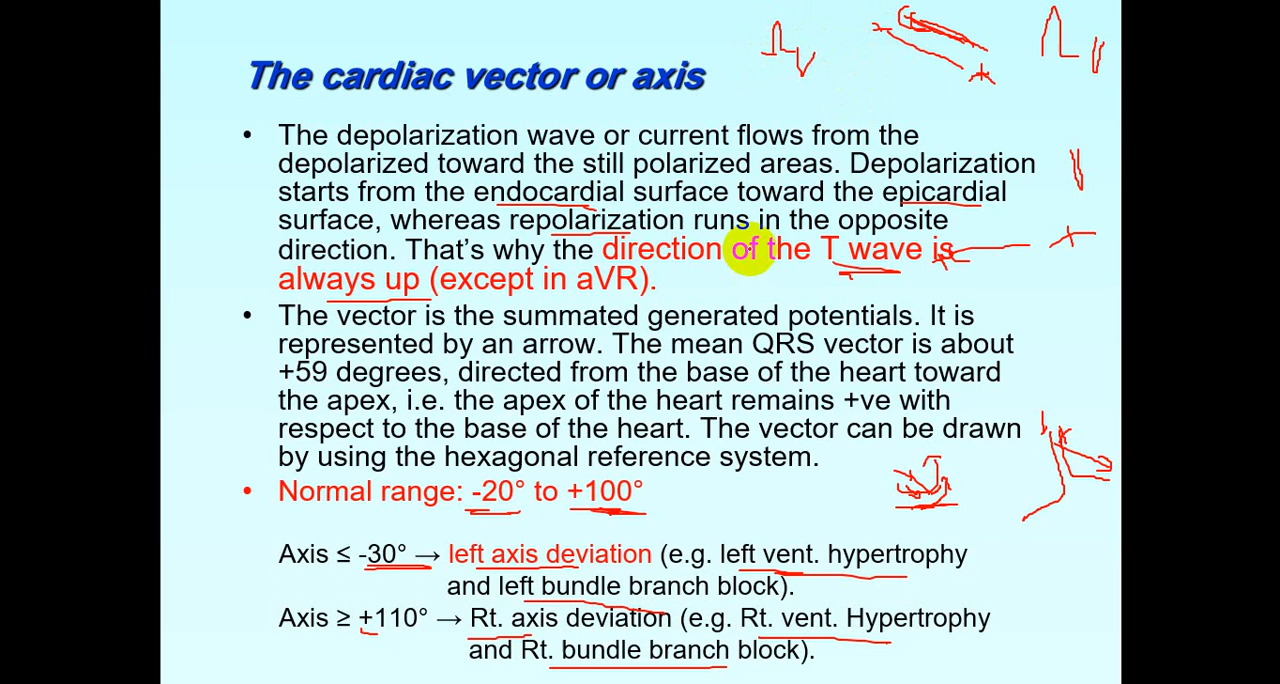 The cardiac vector or axis
• The depolarization wave or current flows from the
depolarized toward the still polarized areas. Depolarization
starts from the endocardial surface toward the epicardial
surface, whereas repolarization runs in the opposite
direction. That's why the direction of the T wave is
always up (except in aVR).
• The vector is the summated generated potentials. It is
represented by an arrow. The mean QRS vector is about
+59 degrees, directed from the base of the heart toward
the apex, i.e. the apex of the heart remains +ve with
respect to the base of the heart. The vector can be drawn
by using the hexagonal reference system.
• Normal range: -20° to +100°
Axis ≤ -30° → left axis deviation (e.g. left vent. hypertrophy
and left bundle branch block).
Axis ≥ +110° → Rt. axis deviation (e.g. Rt. vent. Hypertrophy
and Rt. bundle branch block).